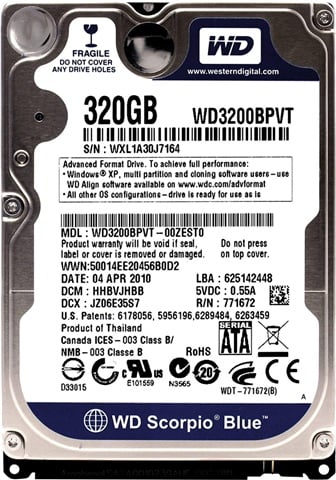 FRAGILE
DO NOT COVER
ANY DRIVE HOLES
WD
www.westerndigital.com
320GB WD3200BPVT
S/N : WXL1A30J7164
Advanced Format Drive. To achieve full performance:
• Windows® XP, multi partition and cloning software users - use
WD Align software available on www.wdc.com/advformat
• All other OS configurations - drive is ready for use as is
MDL : WD3200BPVT-00ZEST0
Product warranty will be void if seal, Do not press
label, or cover is removed or damaged. on top cover.
WWN:50014EE20456B0D2
DATE: 04 APR 2010 LBA : 625142448
DCM : HHBVJHBB 5VDC : 0.55A
DCX : JZ06E35S7 R/N : 771672
U.S. Patents: 6178056, 5956196,6289484, 6263459
Product of Thailand
Canada ICES - 003 Class B/
NMB - 003 Classe B RoHS
SERIAL
ATA
D33015 E101559 N3565 20 WDT-771672(B)
A
WD Scorpio® Blue™